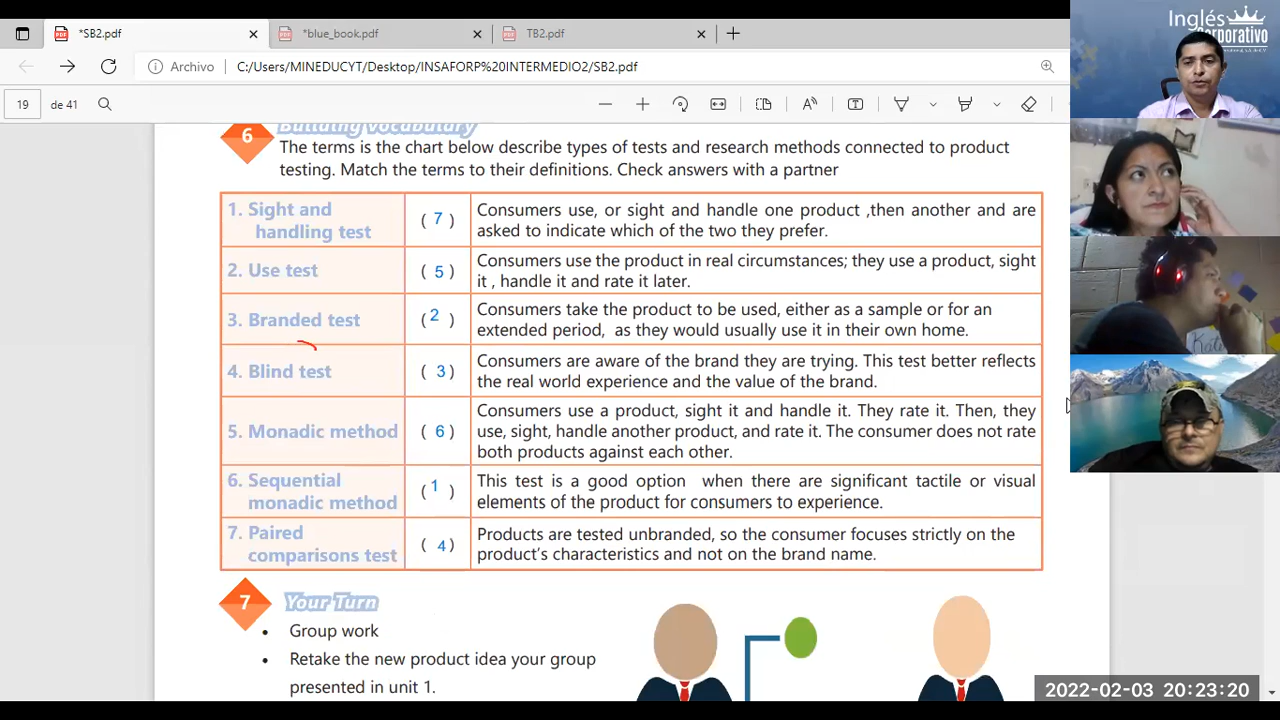 *SB2.pdf
*blue_book.pdf
TB2.pdf
Archivo
C:/Users/MINEDUCYT/Desktop/INSAFORP%20INTERMEDIO2/SB2.pdf
19
de 41
Inglés
Corporativo
6
Building Vocabulary
The terms is the chart below describe types of tests and research methods connected to product
testing. Match the terms to their definitions. Check answers with a partner
1. Sight and
handling test
( 7 )
Consumers use, or sight and handle one product ,then another and are
asked to indicate which of the two they prefer.
2. Use test
( 5 )
Consumers use the product in real circumstances; they use a product, sight
it , handle it and rate it later.
3. Branded test
( 2 )
Consumers take the product to be used, either as a sample or for an
extended period, as they would usually use it in their own home.
4. Blind test
( 3 )
Consumers are aware of the brand they are trying. This test better reflects
the real world experience and the value of the brand.
5. Monadic method
( 6 )
Consumers use a product, sight it and handle it. They rate it. Then, they
use, sight, handle another product, and rate it. The consumer does not rate
both products against each other.
6. Sequential
monadic method
( 1 )
This test is a good option when there are significant tactile or visual
elements of the product for consumers to experience.
7. Paired
comparisons test
( 4 )
Products are tested unbranded, so the consumer focuses strictly on the
product's characteristics and not on the brand name.
7
Your Turn
• Group work
• Retake the new product idea your group
presented in unit 1.
2022-02-03 20:23:20